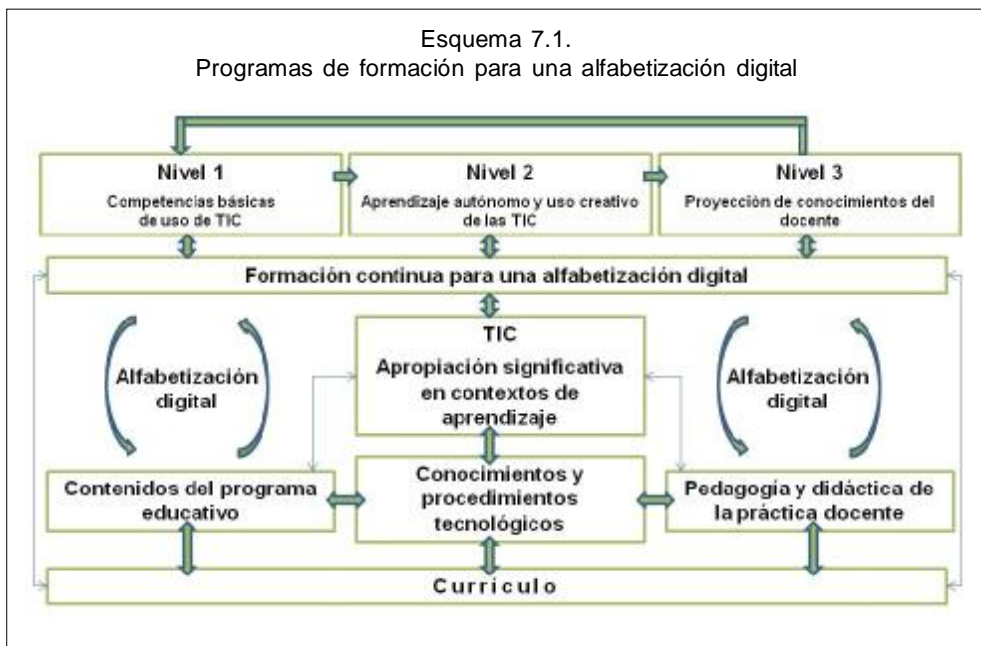 Esquema 7.1.
Programas de formación para una alfabetización digital
Nivel 1
Competencias básicas
de uso de TIC
Nivel 2
Aprendizaje autónomo y uso creativo
de las TIC
Nivel 3
Proyección de conocimientos del
docente
Formación continua para una alfabetización digital
Alfabetización
digital
TIC
Apropiación significativa
en contextos de
aprendizaje
Alfabetización
digital
Contenidos del programa
educativo
Conocimientos y
procedimientos
tecnológicos
Pedagogía y didáctica de
la práctica docente
Currículo